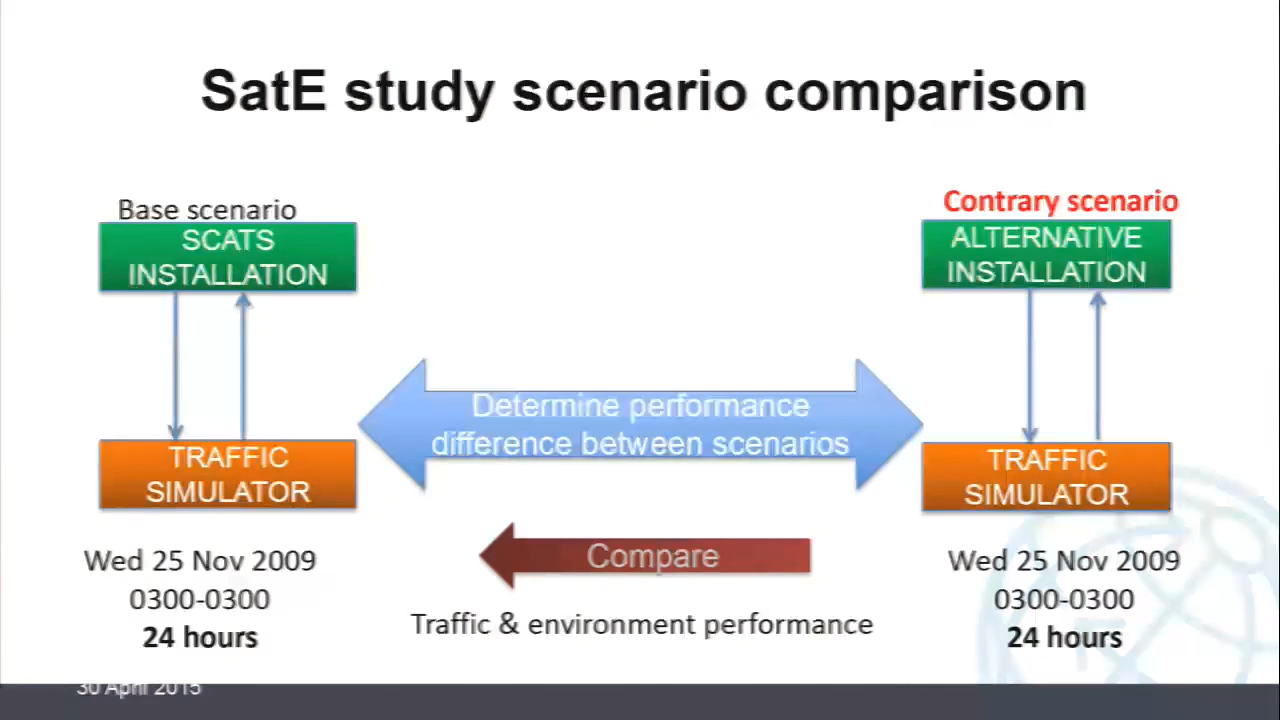 SatE study scenario comparison
Base scenario
SCATS
INSTALLATION
Contrary scenario
ALTERNATIVE
INSTALLATION
Determine performance
difference between scenarios
TRAFFIC
SIMULATOR
TRAFFIC
SIMULATOR
Compare
Wed 25 Nov 2009
0300-0300
24 hours
Traffic & environment performance
Wed 25 Nov 2009
0300-0300
24 hours
30 April 2015